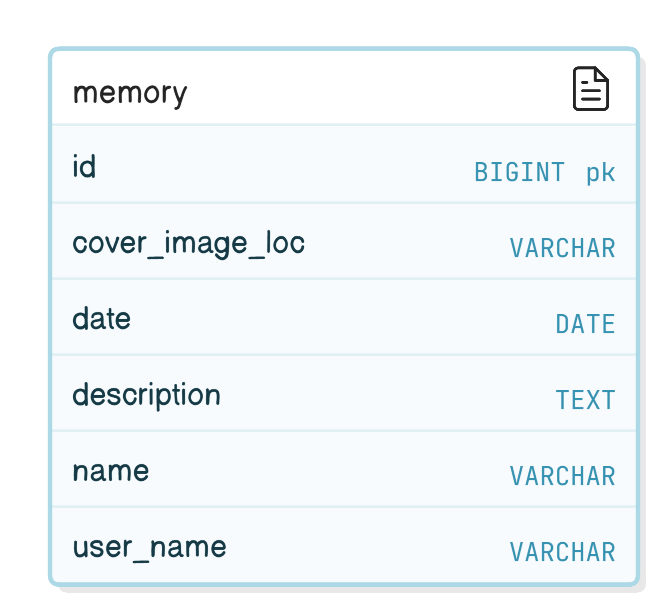 memory
id BIGINT pk
cover_image_loc VARCHAR
date DATE
description TEXT
name VARCHAR
user_name VARCHAR